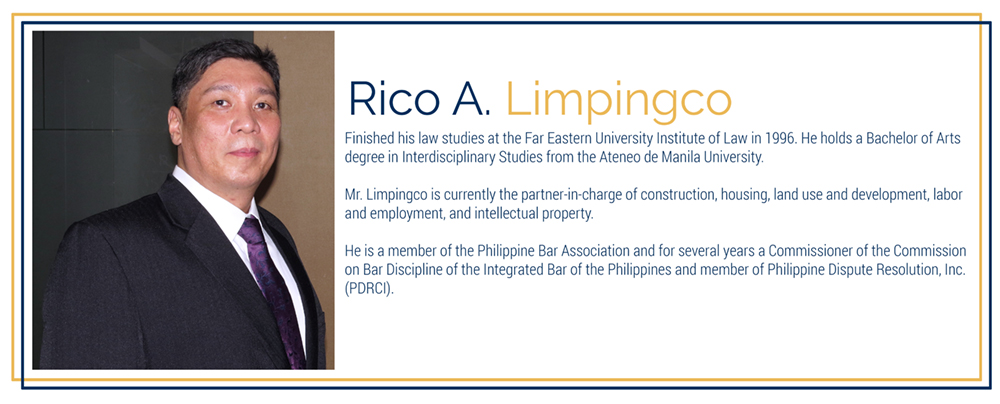 Rico A. Limpingco
Finished his law studies at the Far Eastern University Institute of Law in 1996. He holds a Bachelor of Arts
degree in Interdisciplinary Studies from the Ateneo de Manila University.
Mr. Limpingco is currently the partner-in-charge of construction, housing, land use and development, labor
and employment, and intellectual property.
He is a member of the Philippine Bar Association and for several years a Commissioner of the Commission
on Bar Discipline of the Integrated Bar of the Philippines and member of Philippine Dispute Resolution, Inc.
(PDRCI).